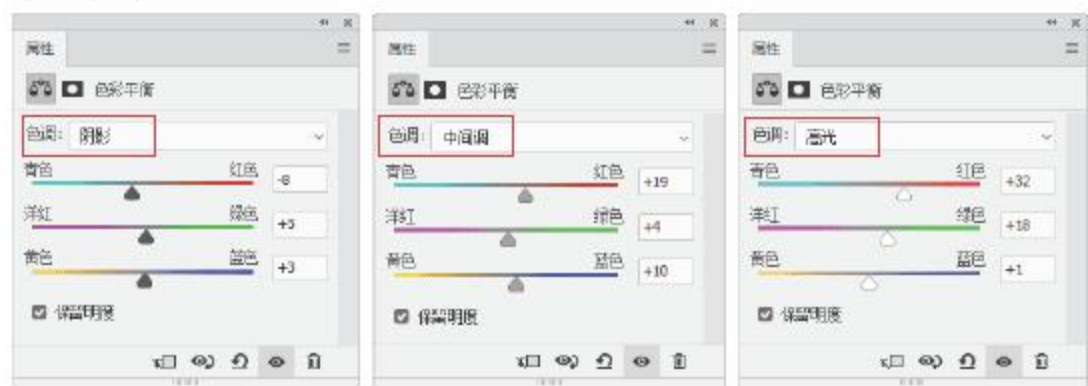 属性
色彩平衡
色调: 阴影
青色 红色 -8
洋红 绿色 +5
黄色 蓝色 +3
保留明度
属性
色彩平衡
色调: 中间调
青色 红色 +19
洋红 绿色 +4
黄色 蓝色 +10
保留明度
属性
色彩平衡
色调: 高光
青色 红色 +32
洋红 绿色 +18
黄色 蓝色 +1
保留明度